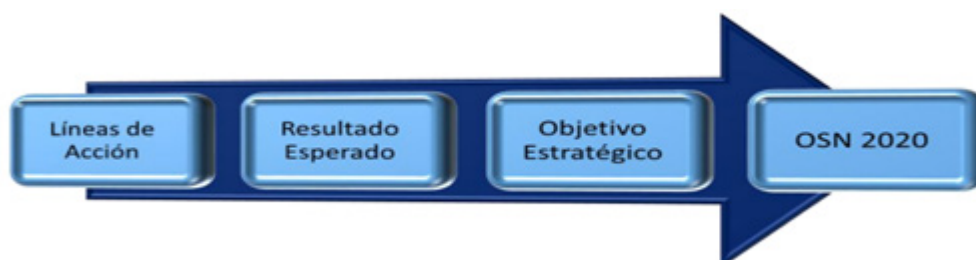 Líneas de
Acción
Resultado
Esperado
Objetivo
Estratégico
OSN 2020